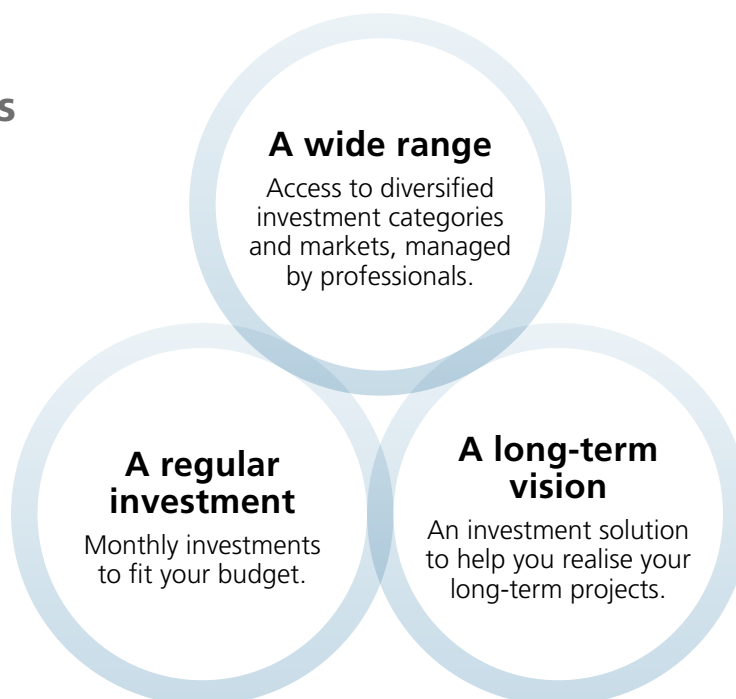 s
A wide range
Access to diversified
investment categories
and markets, managed
by professionals.
A regular
investment
Monthly investments
to fit your budget.
A long-term
vision
An investment solution
to help you realise your
long-term projects.